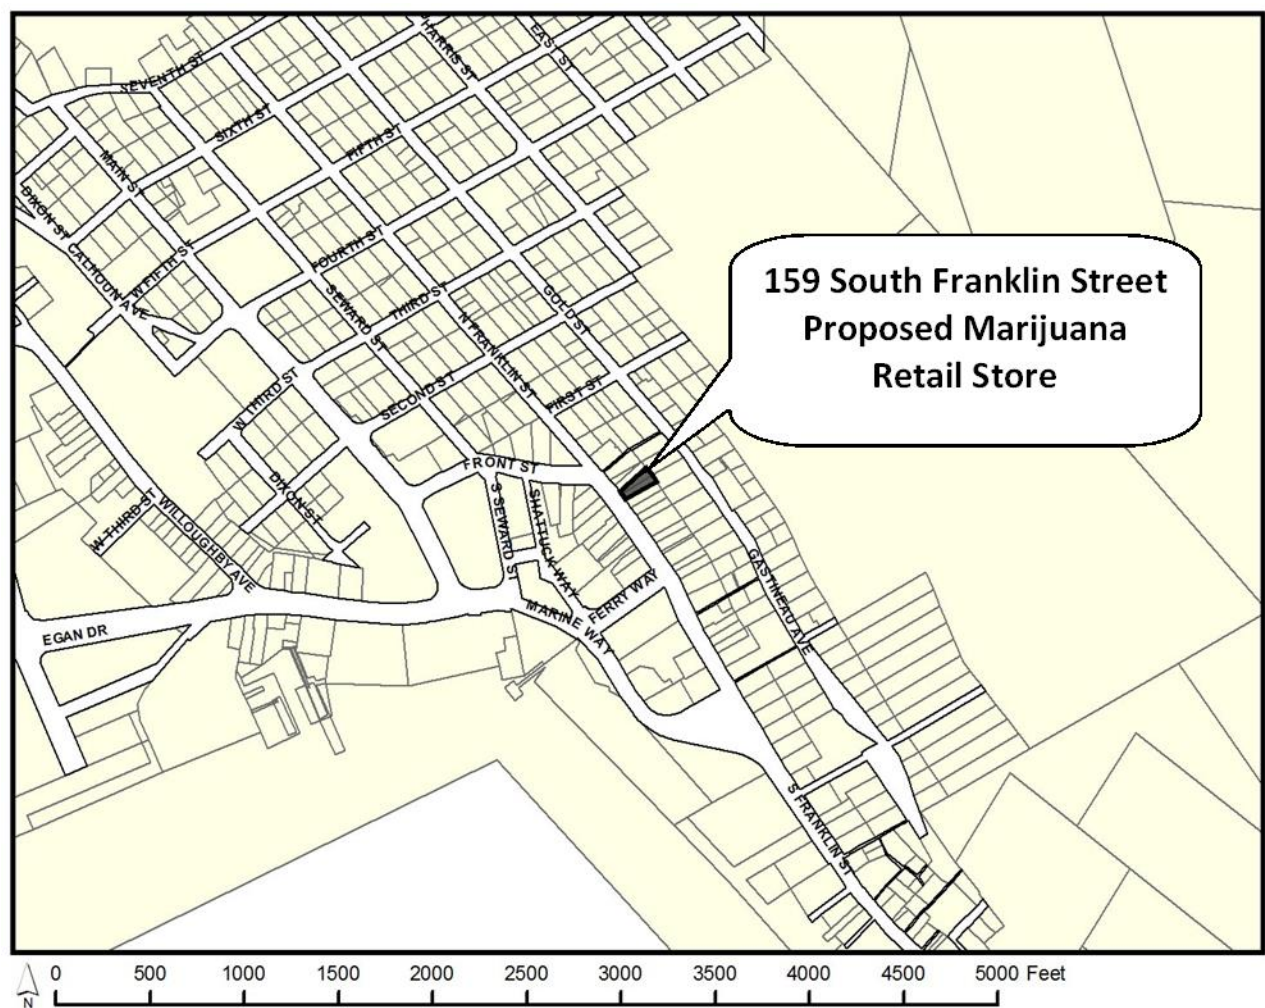 SEVENTH ST
HARRIS ST
EAST ST
SIXTH ST
FIFTH ST
MAIN ST
DIXON ST
CALHOUN AVE
W FIFTH ST
FOURTH ST
SEWARD ST
THIRD ST
N FRANKLIN ST
GOLD ST
159 South Franklin Street
Proposed Marijuana
Retail Store
W THIRD ST
SECOND ST
FIRST ST
FRONT ST
DIXON ST
S SEWARD ST
SHATTUCK WAY
W THIRD ST
WILLOUGHBY AVE
GASTINEAU AVE
FERRY WAY
MARINE WAY
EGAN DR
S FRANKLIN ST
N
0 500 1000 1500 2000 2500 3000 3500 4000 4500 5000 Feet